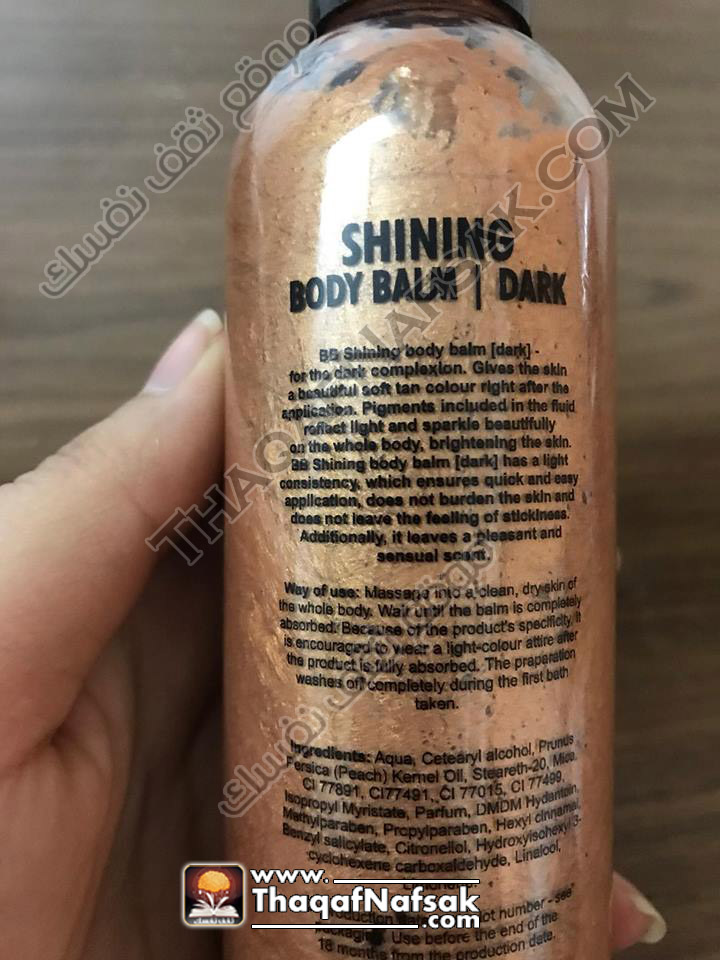 SHINING
BODY BALM | DARK
BB Shining body balm [dark] -
for the dark complexion. Gives the skin
a beautiful soft tan colour right after the
application. Pigments included in the fluid
reflect light and sparkle beautifully
on the whole body, brightening the skin.
BB Shining body balm [dark] has a light
consistency, which ensures quick and easy
application, does not burden the skin and
does not leave the feeling of stickiness.
Additionally, it leaves a pleasant and
sensual scent.
Way of use: Massage into a clean, dry skin of
the whole body. Wait until the balm is completely
absorbed. Because of the product's specificity, it
is encouraged to wear a light-colour attire after
the product is fully absorbed. The preparation
washes off completely during the first bath
taken.
Ingredients: Aqua, Cetearyl alcohol, Prunus
Persica (Peach) Kernel Oil, Steareth-20, Mica,
CI 77891, CI77491, CI 77015, CI 77499,
Isopropyl Myristate, Parfum, DMDM Hydantoin,
Methylparaben, Propylparaben, Hexyl cinnamal,
Benzyl salicylate, Citronellol, Hydroxyisohexyl 3-
cyclohexene carboxaldehyde, Linalool,
number - see
Use before the end of the
18 months from the production date.
موقع ثقف نفسك
THAQAFNAFSAK.COM
موقع ثقف نفسك
www.
ThaqafNafsak
.com